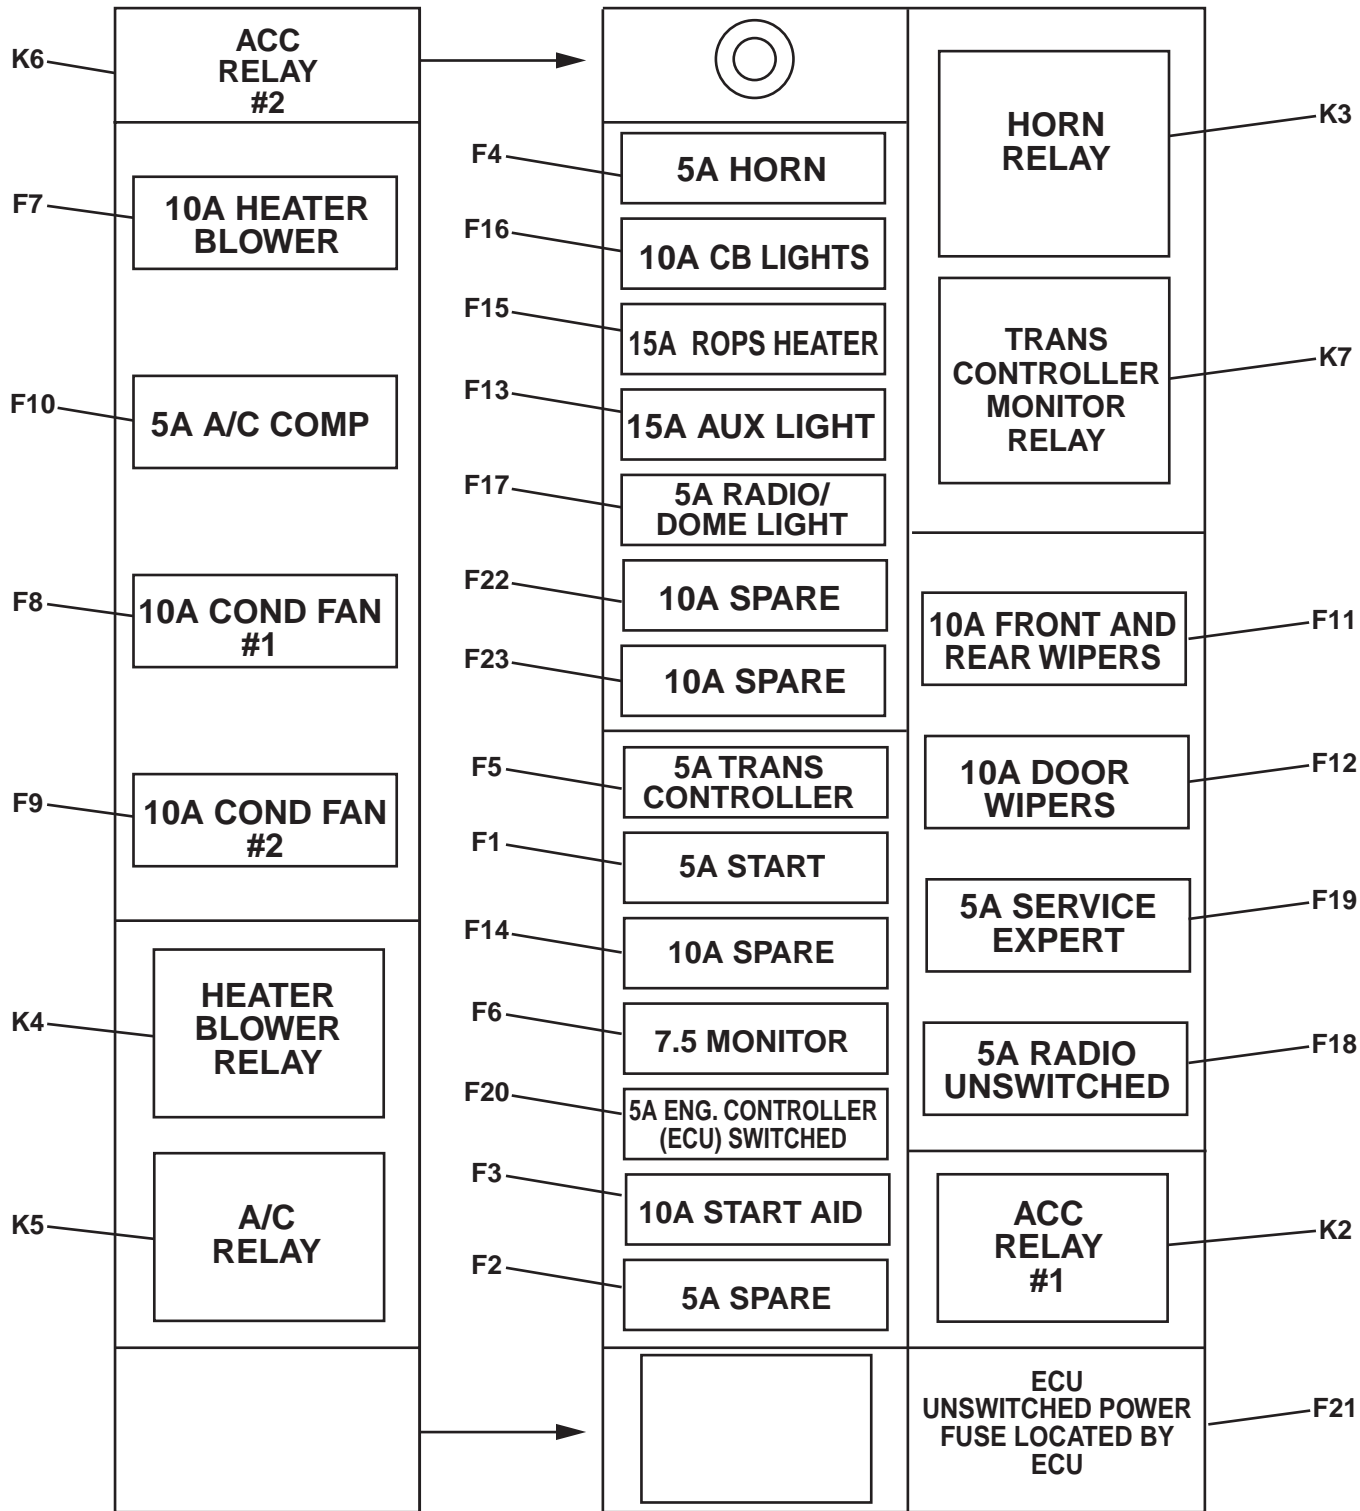 K6
ACC
RELAY
#2
F7
10A HEATER
BLOWER
F10
5A A/C COMP
F8
10A COND FAN
#1
F9
10A COND FAN
#2
K4
HEATER
BLOWER
RELAY
K5
A/C
RELAY
F4
5A HORN
F16
10A CB LIGHTS
F15
15A ROPS HEATER
F13
15A AUX LIGHT
F17
5A RADIO/
DOME LIGHT
F22
10A SPARE
F23
10A SPARE
F5
5A TRANS
CONTROLLER
F1
5A START
F14
10A SPARE
F6
7.5 MONITOR
F20
5A ENG. CONTROLLER
(ECU) SWITCHED
F3
10A START AID
F2
5A SPARE
HORN
RELAY
K3
TRANS
CONTROLLER
MONITOR
RELAY
K7
10A FRONT AND
REAR WIPERS
F11
10A DOOR
WIPERS
F12
5A SERVICE
EXPERT
F19
5A RADIO
UNSWITCHED
F18
ACC
RELAY
#1
K2
ECU
UNSWITCHED POWER
FUSE LOCATED BY
ECU
F21